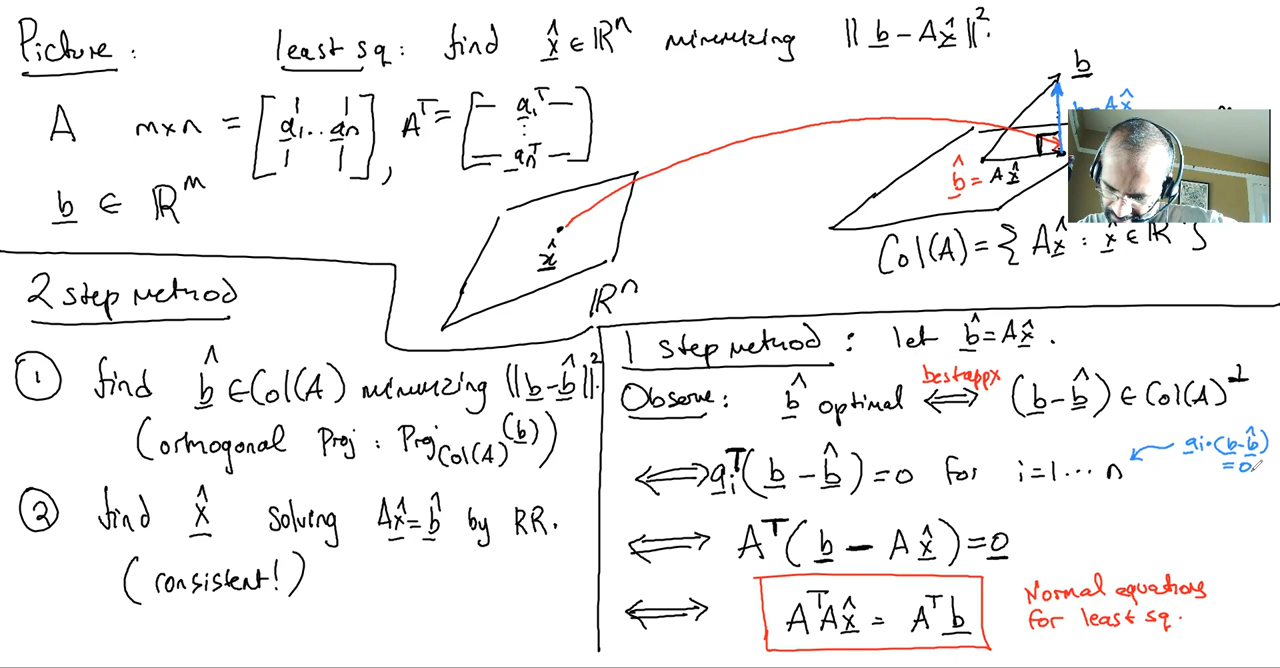 Picture: least sq: find x̂ ∈ ℝⁿ minimizing ‖b - Ax̂‖².
A m×n = [a₁ .. aₙ], Aᵀ = [a₁ᵀ : aₙᵀ]
b ∈ ℝᵐ
b
b - Ax̂
b̂ = Ax̂
x̂
ℝⁿ
Col(A) = { Ax̂ : x̂ ∈ ℝⁿ }
2 step method
① find b̂ ∈ Col(A) minimizing ‖b - b̂‖².
(orthogonal Proj : Proj_Col(A)(b))
② find x̂ solving Ax̂ = b̂ by RR.
(consistent!)
1 step method : let b̂ = Ax̂.
Observe: b̂ optimal ⟺ (b - b̂) ∈ Col(A)^⊥
best appx
⟺ aᵢᵀ(b - b̂) = 0 for i = 1 ... n
aᵢ·(b - b̂)
= 0
⟺ Aᵀ(b - Ax̂) = 0
⟺ AᵀAx̂ = Aᵀb
Normal equations
for least sq.